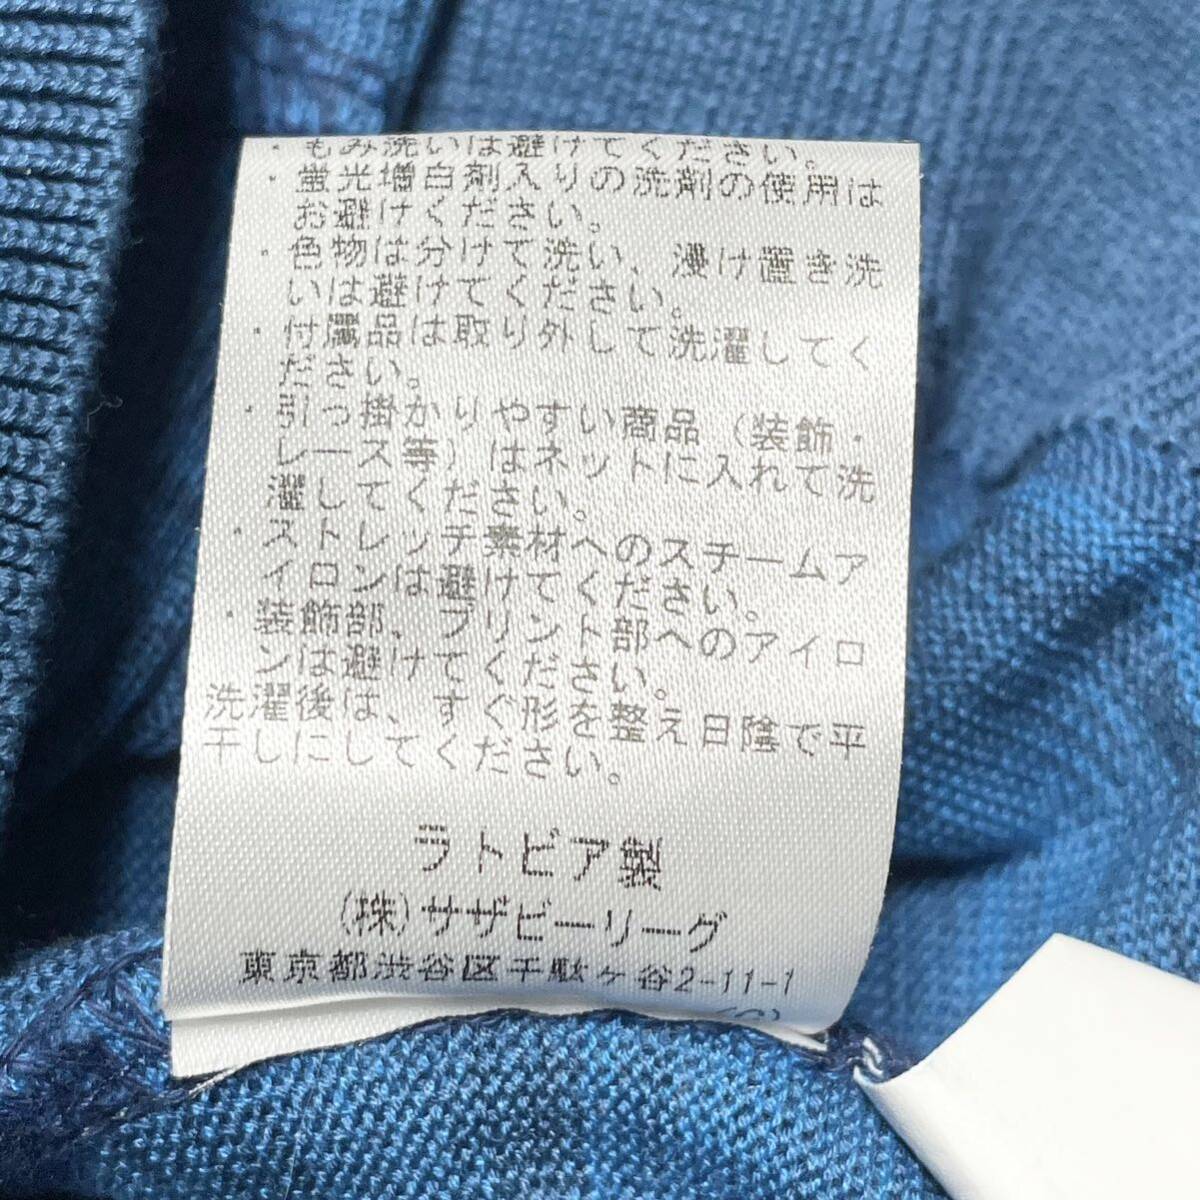 ・もみ洗いは避けてください。
・蛍光増白剤入りの洗剤の使用は
お避けください。
・色物は分けて洗い、浸け置き洗
いは避けてください。
・付属品は取り外して洗濯してく
ださい。
・引っ掛かりやすい商品（装飾・
レース等）はネットに入れて洗
濯してください。
・ストレッチ素材へのスチームア
イロンは避けてください。
・装飾部、プリント部へのアイロ
ンは避けてください。
洗濯後は、すぐ形を整え日陰で平
干しにしてください。
ラトビア製
(株)サザビーリーグ
東京都渋谷区千駄ヶ谷2-11-1